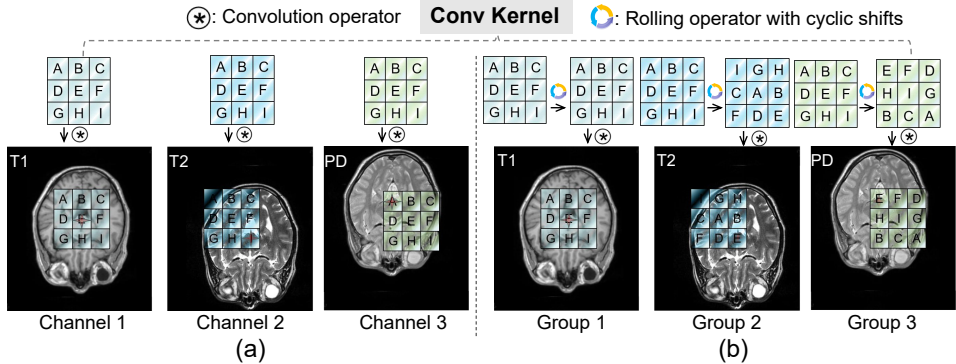 ⊛: Convolution operator
Conv Kernel
: Rolling operator with cyclic shifts
A B C
D E F
G H I
A B C
D E F
G H I
A B C
D E F
G H I
A B C
D E F
G H I
A B C
D E F
G H I
A B C
D E F
G H I
I G H
C A B
F D E
A B C
D E F
G H I
E F D
H I G
B C A
T1
A B C
D E F
G H I
T2
A B C
D E F
G H I
PD
A B C
D E F
G H I
T1
A B C
D E F
G H I
T2
G H
C A B
F D E
PD
E F D
H I G
B C A
Channel 1
Channel 2
Channel 3
Group 1
Group 2
Group 3
(a)
(b)